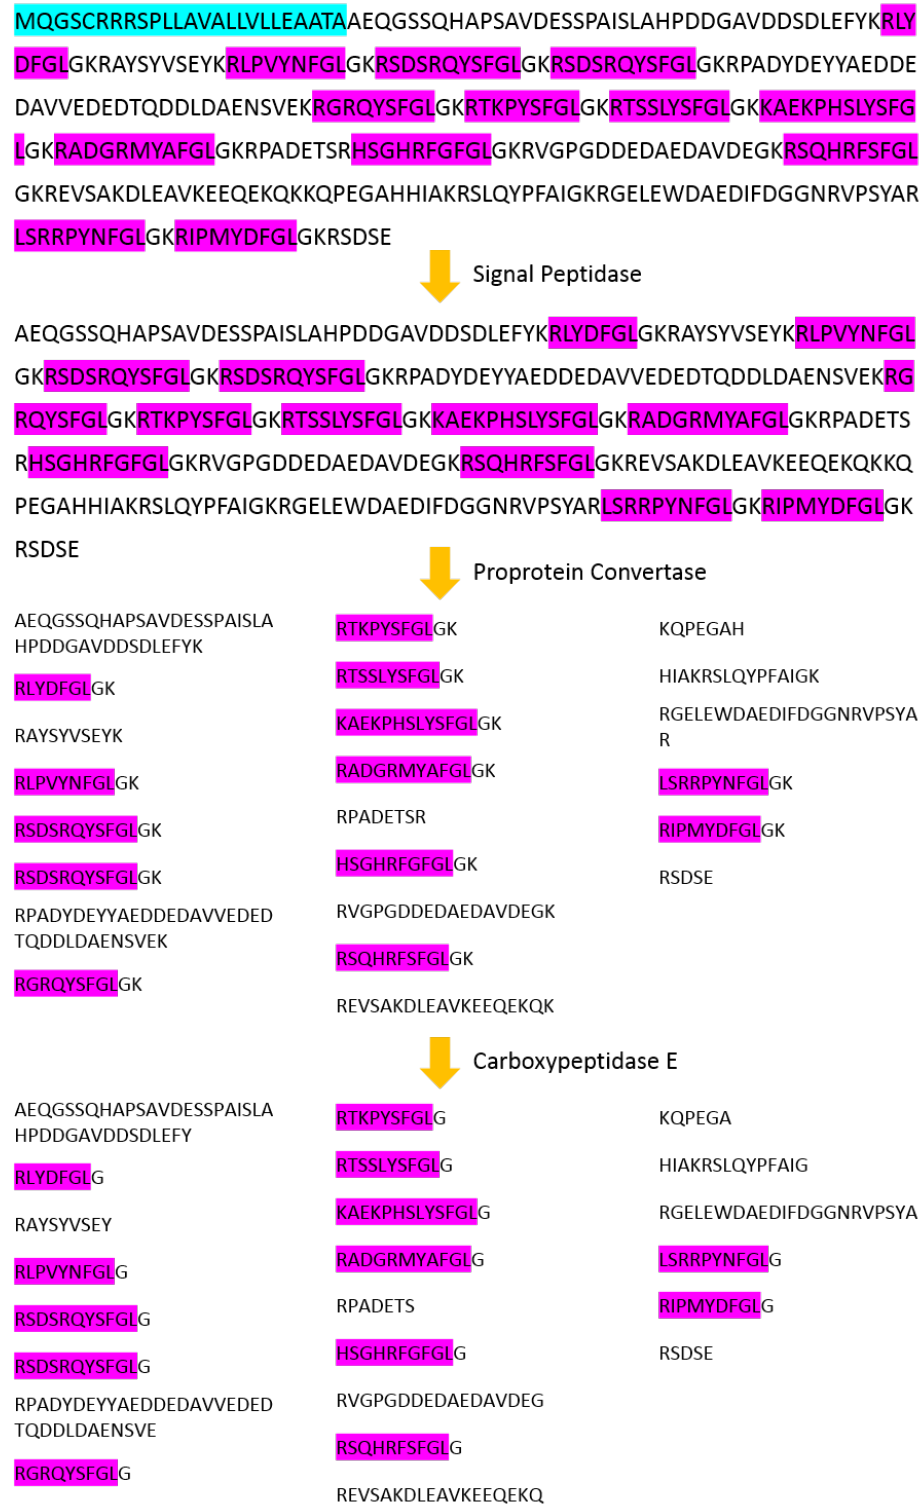 MQGSCRRRSPLLAVALLVLLEAATAAEQGSSQHAPSAVDESSPAISLAHPDDGAVDDSDLEFYKRLY
DFGLGKRAYSYVSEYKRLPVYNFGLGKRSDSRQYSFGLGKRSDSRQYSFGLGKRPADYDEYYAEDDE
DAVVEDEDTQDDLDAENSVEKRGRQYSFGLGKRTKPYSFGLGKRTSSLYSFGLGKKAEKPHSLYSFG
LGKRADGRMYAFGLGKRPADETSRHSGHRFGFGLGKRVGPGDDEDAEDAVDEGKRSQHRFSFGL
GKREVSAKDLEAVKEEQEKQKKQPEGAHHIAKRSLQYPFAIGKRGELEWDAEDIFDGGNRVPSYAR
LSRRPYNFGLGKRIPMYDFGLGKRSDSE
Signal Peptidase
AEQGSSQHAPSAVDESSPAISLAHPDDGAVDDSDLEFYKRLYDFGLGKRAYSYVSEYKRLPVYNFGL
GKRSDSRQYSFGLGKRSDSRQYSFGLGKRPADYDEYYAEDDEDAVVEDEDTQDDLDAENSVEKRG
RQYSFGLGKRTKPYSFGLGKRTSSLYSFGLGKKAEKPHSLYSFGLGKRADGRMYAFGLGKRPADETS
RHSGHRFGFGLGKRVGPGDDEDAEDAVDEGKRSQHRFSFGLGKREVSAKDLEAVKEEQEKQKKQ
PEGAHHIAKRSLQYPFAIGKRGELEWDAEDIFDGGNRVPSYARLSRRPYNFGLGKRIPMYDFGLGK
RSDSE
Proprotein Convertase
AEQGSSQHAPSAVDESSPAISLA
HPDDGAVDDSDLEFYK
RLYDFGLGK
RAYSYVSEYK
RLPVYNFGLGK
RSDSRQYSFGLGK
RSDSRQYSFGLGK
RPADYDEYYAEDDEDAVVEDED
TQDDLDAENSVEK
RGRQYSFGLGK
RTKPYSFGLGK
RTSSLYSFGLGK
KAEKPHSLYSFGLGK
RADGRMYAFGLGK
RPADETSR
HSGHRFGFGLGK
RVGPGDDEDAEDAVDEGK
RSQHRFSFGLGK
REVSAKDLEAVKEEQEKQK
KQPEGAH
HIAKRSLQYPFAIGK
RGELEWDAEDIFDGGNRVPSYA
R
LSRRPYNFGLGK
RIPMYDFGLGK
RSDSE
Carboxypeptidase E
AEQGSSQHAPSAVDESSPAISLA
HPDDGAVDDSDLEFY
RLYDFGLG
RAYSYVSEY
RLPVYNFGLG
RSDSRQYSFGLG
RSDSRQYSFGLG
RPADYDEYYAEDDEDAVVEDED
TQDDLDAENSVE
RGRQYSFGLG
RTKPYSFGLG
RTSSLYSFGLG
KAEKPHSLYSFGLG
RADGRMYAFGLG
RPADETS
HSGHRFGFGLG
RVGPGDDEDAEDAVDEG
RSQHRFSFGLG
REVSAKDLEAVKEEQEKQ
KQPEGA
HIAKRSLQYPFAIG
RGELEWDAEDIFDGGNRVPSYA
LSRRPYNFGLG
RIPMYDFGLG
RSDSE